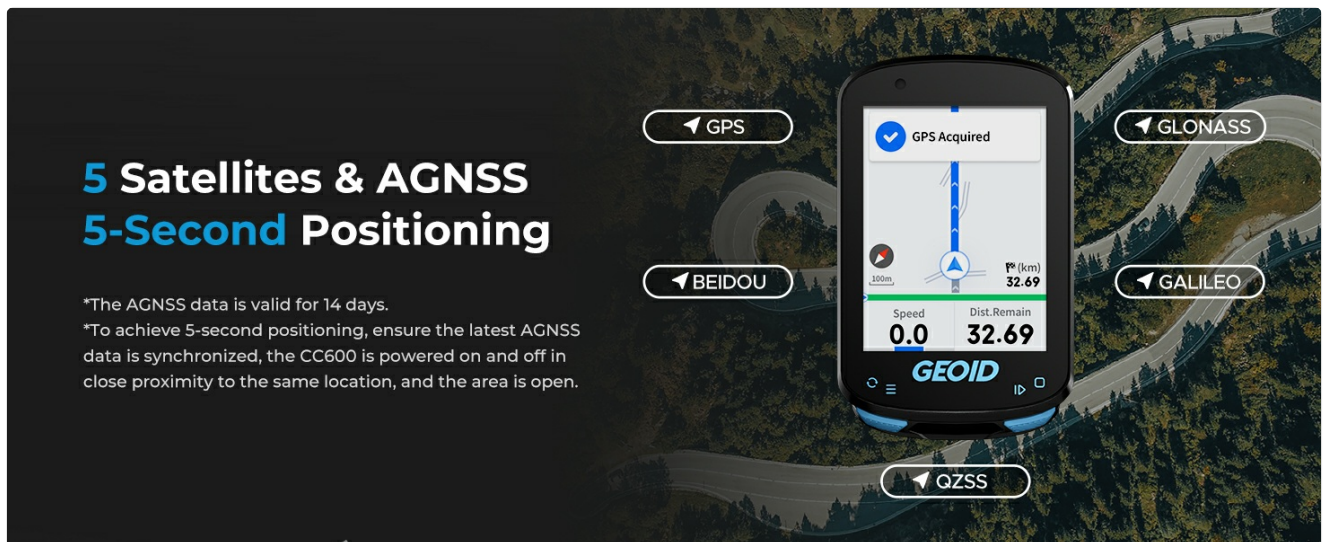 5 Satellites & AGNSS
5-Second Positioning
*The AGNSS data is valid for 14 days.
*To achieve 5-second positioning, ensure the latest AGNSS
data is synchronized, the CC600 is powered on and off in
close proximity to the same location, and the area is open.
GPS
GLONASS
BEIDOU
GALILEO
QZSS
GPS Acquired
100m
(km)
32.69
Speed
0.0
Dist.Remain
32.69
GEOID